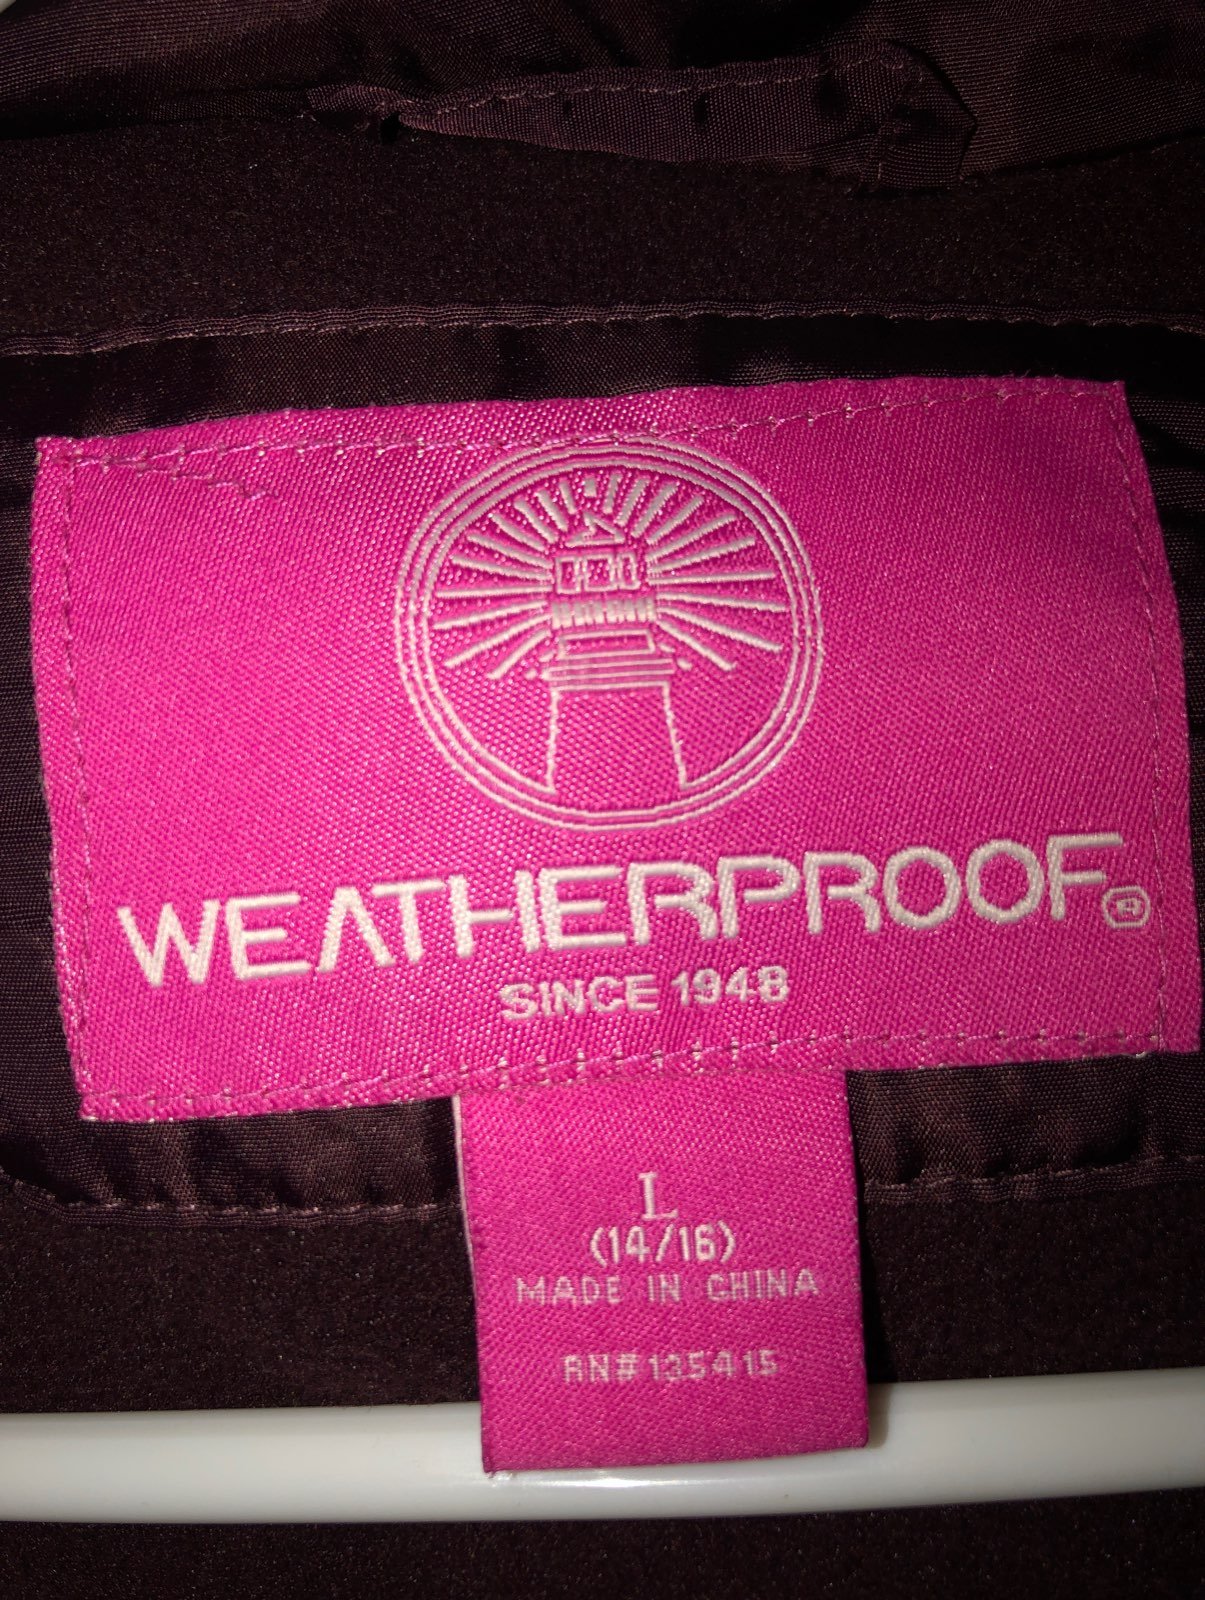 WEATHERPROOF®
SINCE 1948
L
(14/16)
MADE IN CHINA
RN#135415